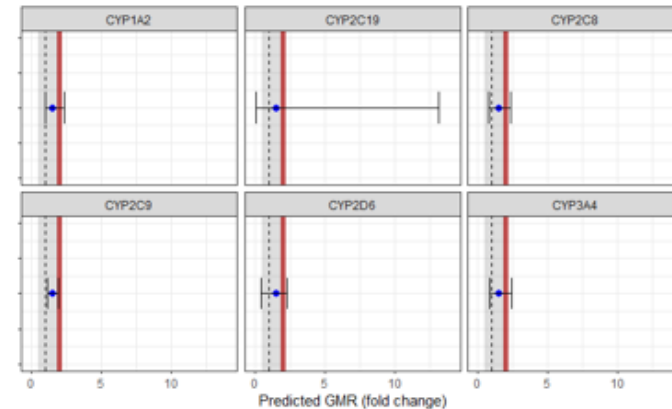 CYP1A2 CYP2C19 CYP2C8
CYP2C9 CYP2D6 CYP3A4
0 5 10 0 5 10 0 5 10
Predicted GMR (fold change)